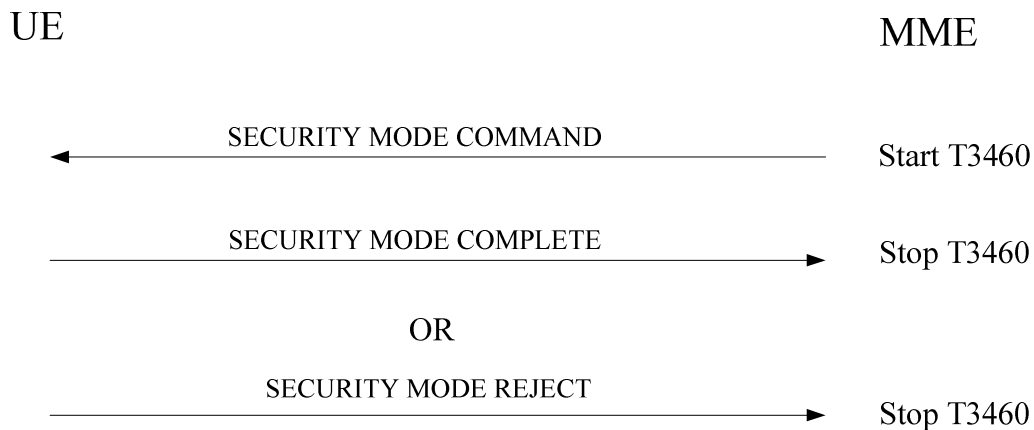 UE
MME
SECURITY MODE COMMAND
Start T3460
SECURITY MODE COMPLETE
Stop T3460
OR
SECURITY MODE REJECT
Stop T3460